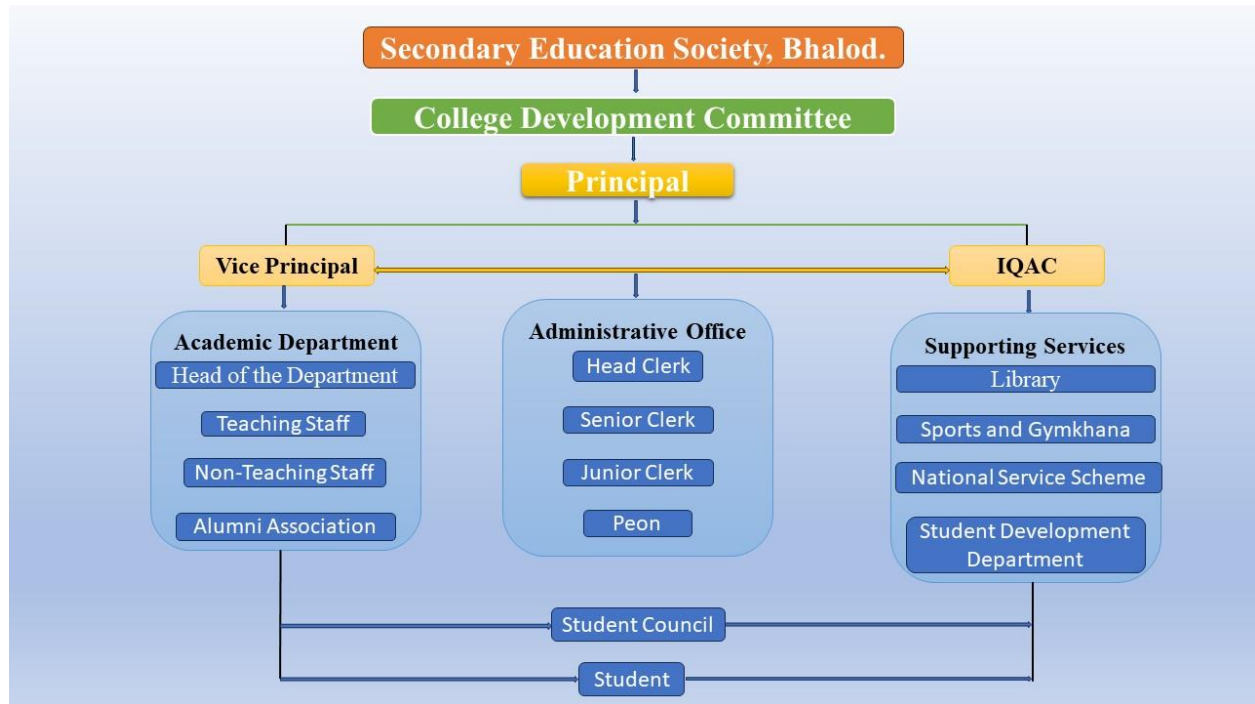 Secondary Education Society, Bhalod.
College Development Committee
Principal
Vice Principal
IQAC
Academic Department
Head of the Department
Teaching Staff
Non-Teaching Staff
Alumni Association
Administrative Office
Head Clerk
Senior Clerk
Junior Clerk
Peon
Supporting Services
Library
Sports and Gymkhana
National Service Scheme
Student Development
Department
Student Council
Student